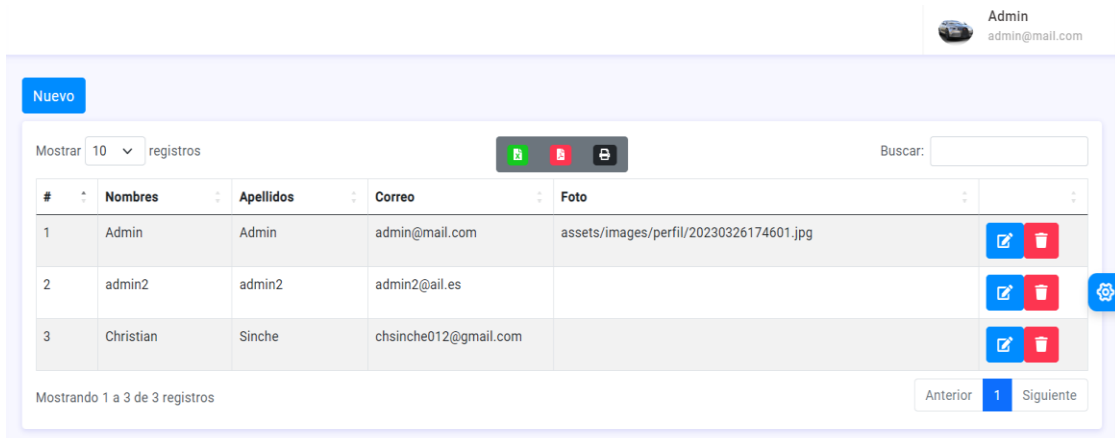 Admin
admin@mail.com
Nuevo
Mostrar 10 registros
Buscar:
# Nombres Apellidos Correo Foto
1 Admin Admin admin@mail.com assets/images/perfil/20230326174601.jpg
2 admin2 admin2 admin2@ail.es
3 Christian Sinche chsinche012@gmail.com
Mostrando 1 a 3 de 3 registros
Anterior 1 Siguiente